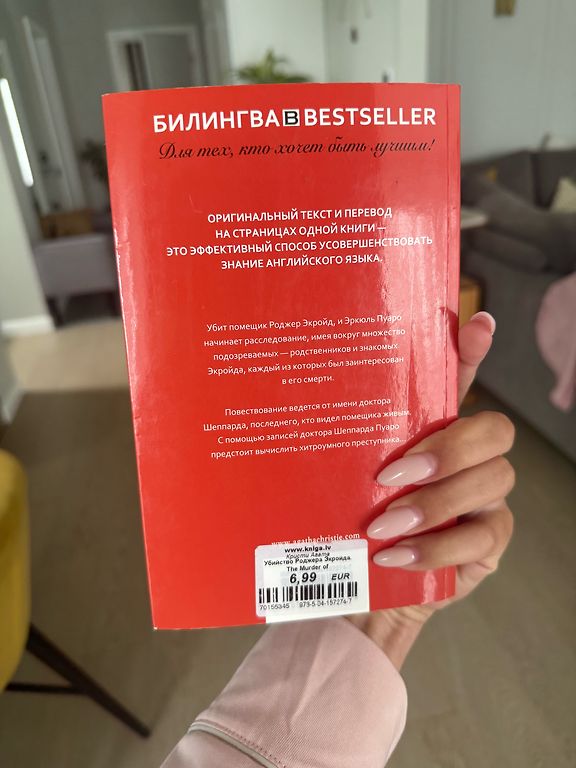 БИЛИНГВА B BESTSELLER
Для тех, кто хочет быть лучшим!
ОРИГИНАЛЬНЫЙ ТЕКСТ И ПЕРЕВОД
НА СТРАНИЦАХ ОДНОЙ КНИГИ —
ЭТО ЭФФЕКТИВНЫЙ СПОСОБ УСОВЕРШЕНСТВОВАТЬ
ЗНАНИЕ АНГЛИЙСКОГО ЯЗЫКА.
Убит помещик Роджер Экройд, и Эркюль Пуаро
начинает расследование, имея вокруг множество
подозреваемых — родственников и знакомых
Экройда, каждый из которых был заинтересован
в его смерти.
Повествование ведется от имени доктора
Шеппарда, последнего, кто видел помещика живым.
С помощью записей доктора Шеппарда Пуаро
предстоит вычислить хитроумного преступника...
www.agathachristie.com
www.kniga.lv
Кристи Агата
Убийство Роджера Экройда.
The Murder of
6,99 EUR
70155345 978-5-04-157274-7